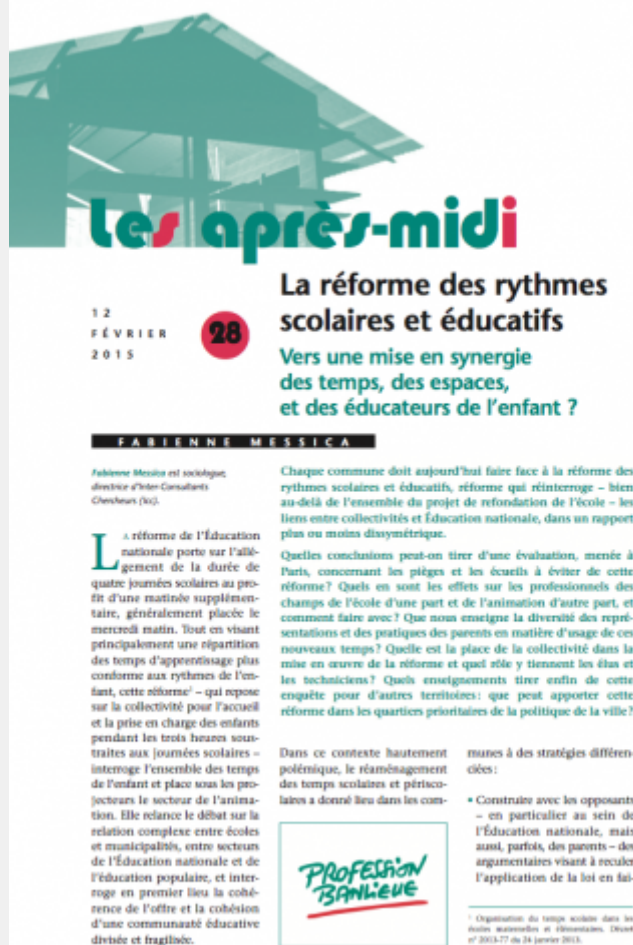 Les après-midi
12
FÉVRIER
2015
28
La réforme des rythmes
scolaires et éducatifs
Vers une mise en synergie
des temps, des espaces,
et des éducateurs de l'enfant ?
FABIENNE MESSICA
Fabienne Messica est sociologue,
directrice d'Inter-Consultants
Chercheurs (Icc).
LA réforme de l'Éducation
nationale porte sur l'allé-
gement de la durée de
quatre journées scolaires au pro-
fit d'une matinée supplémen-
taire, généralement placée le
mercredi matin. Tout en visant
principalement une répartition
des temps d'apprentissage plus
conforme aux rythmes de l'en-
fant, cette réforme¹ – qui repose
sur la collectivité pour l'accueil
et la prise en charge des enfants
pendant les trois heures sous-
traites aux journées scolaires –
interroge l'ensemble des temps
de l'enfant et place sous les pro-
jecteurs le secteur de l'anima-
tion. Elle relance le débat sur la
relation complexe entre écoles
et municipalités, entre secteurs
de l'Éducation nationale et de
l'éducation populaire, et inter-
roge en premier lieu la cohé-
rence de l'offre et la cohésion
d'une communauté éducative
divisée et fragilisée.
Chaque commune doit aujourd'hui faire face à la réforme des
rythmes scolaires et éducatifs, réforme qui réinterroge – bien
au-delà de l'ensemble du projet de refondation de l'école – les
liens entre collectivités et Éducation nationale, dans un rapport
plus ou moins dissymétrique.
Quelles conclusions peut-on tirer d'une évaluation, menée à
Paris, concernant les pièges et les écueils à éviter de cette
réforme ? Quels en sont les effets sur les professionnels des
champs de l'école d'une part et de l'animation d'autre part, et
comment faire avec ? Que nous enseigne la diversité des repré-
sentations et des pratiques des parents en matière d'usage de ces
nouveaux temps ? Quelle est la place de la collectivité dans la
mise en œuvre de la réforme et quel rôle y tiennent les élus et
les techniciens ? Quels enseignements tirer enfin de cette
enquête pour d'autres territoires : que peut apporter cette
réforme dans les quartiers prioritaires de la politique de la ville ?
Dans ce contexte hautement
polémique, le réaménagement
des temps scolaires et périsco-
laires a donné lieu dans les com-
PROFESSION
BANLIEUE
munes à des stratégies différen-
ciées :
▪ Construire avec les opposants
– en particulier au sein de
l'Éducation nationale, mais
aussi, parfois, des parents – des
argumentaires visant à reculer
l'application de la loi en fai-
¹ Organisation du temps scolaire dans les
écoles maternelles et élémentaires. Décret
n° 2013-77 du 24 janvier 2013.